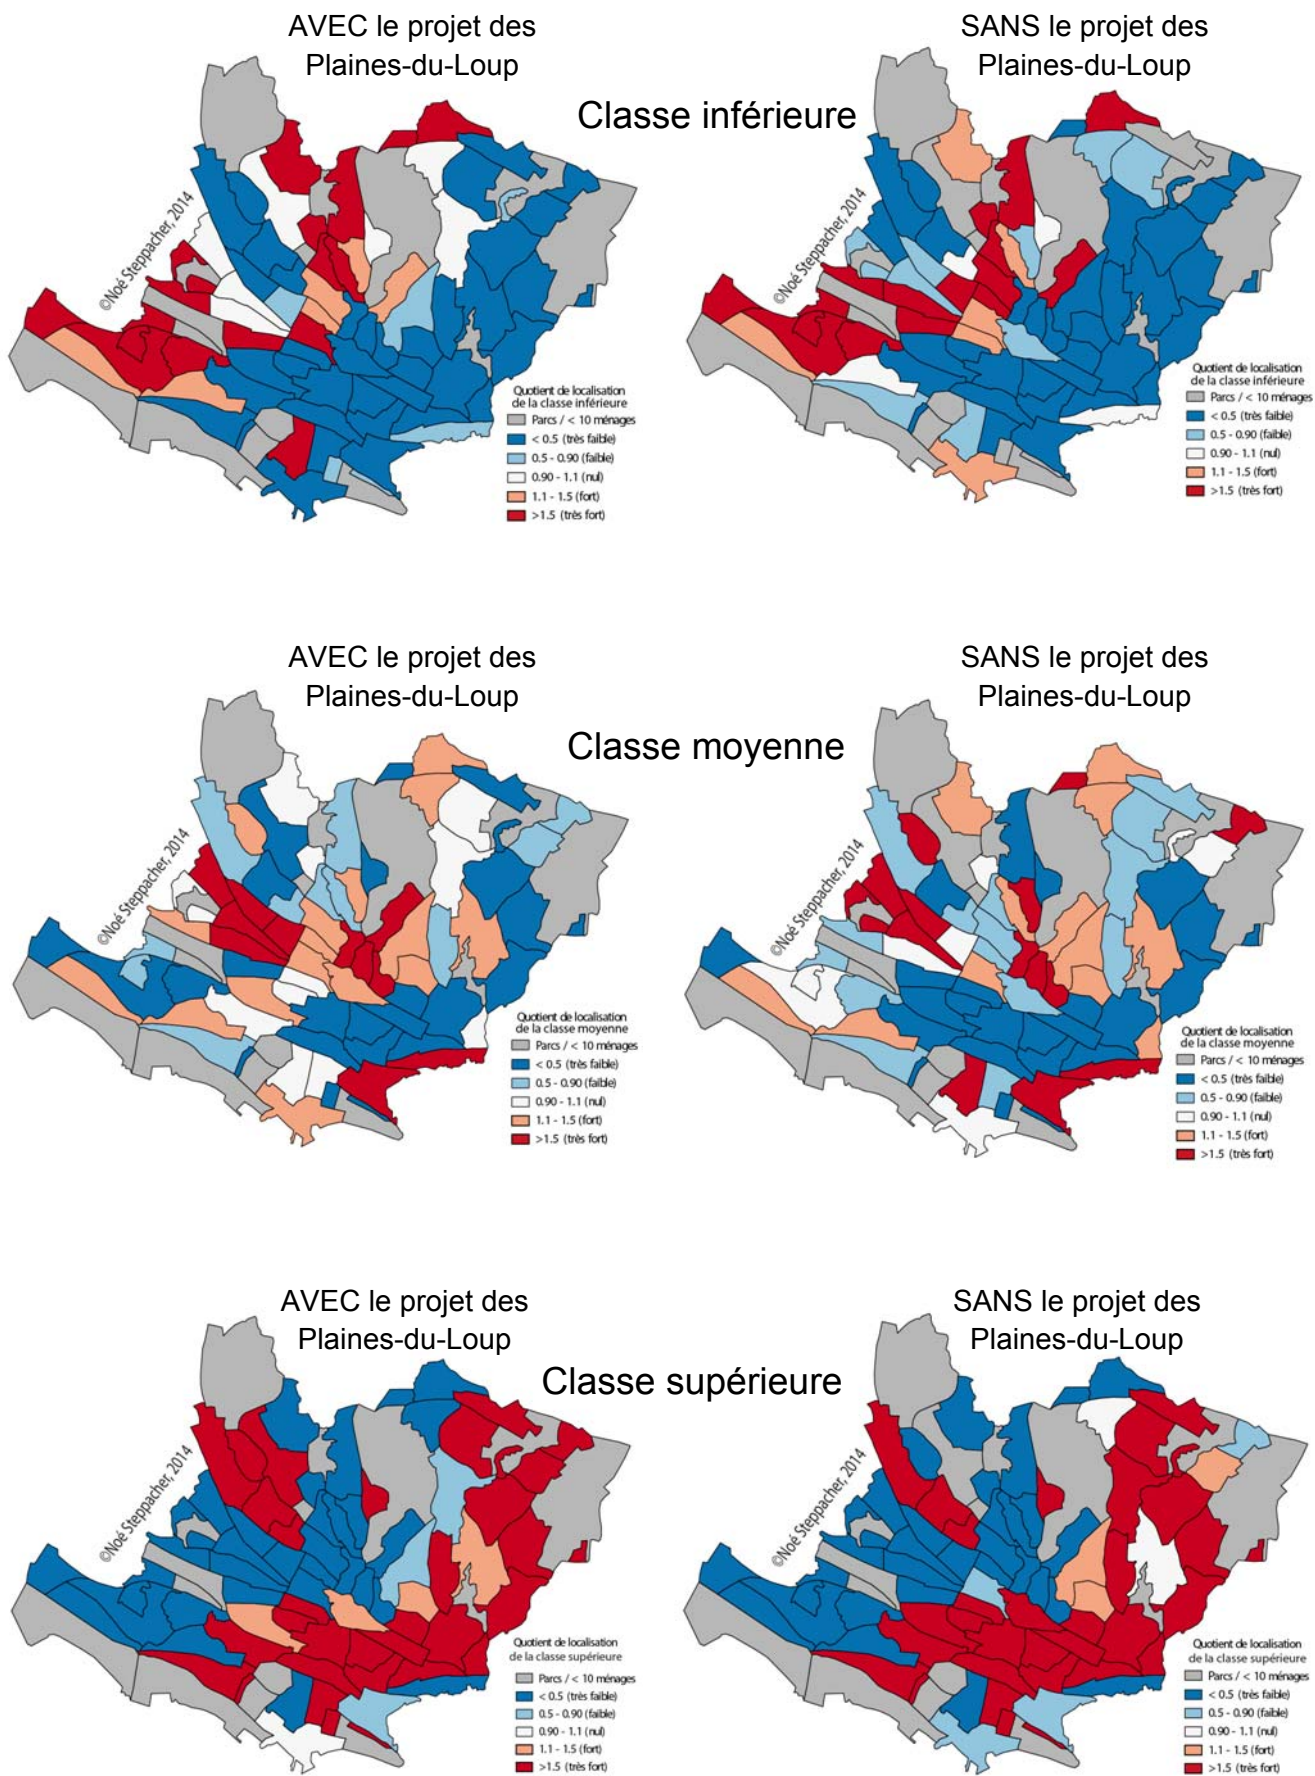 AVEC le projet des
Plaines-du-Loup
SANS le projet des
Plaines-du-Loup
Classe inférieure
©Noé Steppacher, 2014
Quotient de localisation
de la classe inférieure
Parcs / < 10 ménages
< 0.5 (très faible)
0.5 - 0.90 (faible)
0.90 - 1.1 (nul)
1.1 - 1.5 (fort)
>1.5 (très fort)
©Noé Steppacher, 2014
Quotient de localisation
de la classe inférieure
Parcs / < 10 ménages
< 0.5 (très faible)
0.5 - 0.90 (faible)
0.90 - 1.1 (nul)
1.1 - 1.5 (fort)
>1.5 (très fort)
AVEC le projet des
Plaines-du-Loup
SANS le projet des
Plaines-du-Loup
Classe moyenne
©Noé Steppacher, 2014
Quotient de localisation
de la classe moyenne
Parcs / < 10 ménages
< 0.5 (très faible)
0.5 - 0.90 (faible)
0.90 - 1.1 (nul)
1.1 - 1.5 (fort)
>1.5 (très fort)
©Noé Steppacher, 2014
Quotient de localisation
de la classe moyenne
Parcs / < 10 ménages
< 0.5 (très faible)
0.5 - 0.90 (faible)
0.90 - 1.1 (nul)
1.1 - 1.5 (fort)
>1.5 (très fort)
AVEC le projet des
Plaines-du-Loup
SANS le projet des
Plaines-du-Loup
Classe supérieure
©Noé Steppacher, 2014
Quotient de localisation
de la classe supérieure
Parcs / < 10 ménages
< 0.5 (très faible)
0.5 - 0.90 (faible)
0.90 - 1.1 (nul)
1.1 - 1.5 (fort)
>1.5 (très fort)
©Noé Steppacher, 2014
Quotient de localisation
de la classe supérieure
Parcs / < 10 ménages
< 0.5 (très faible)
0.5 - 0.90 (faible)
0.90 - 1.1 (nul)
1.1 - 1.5 (fort)
>1.5 (très fort)